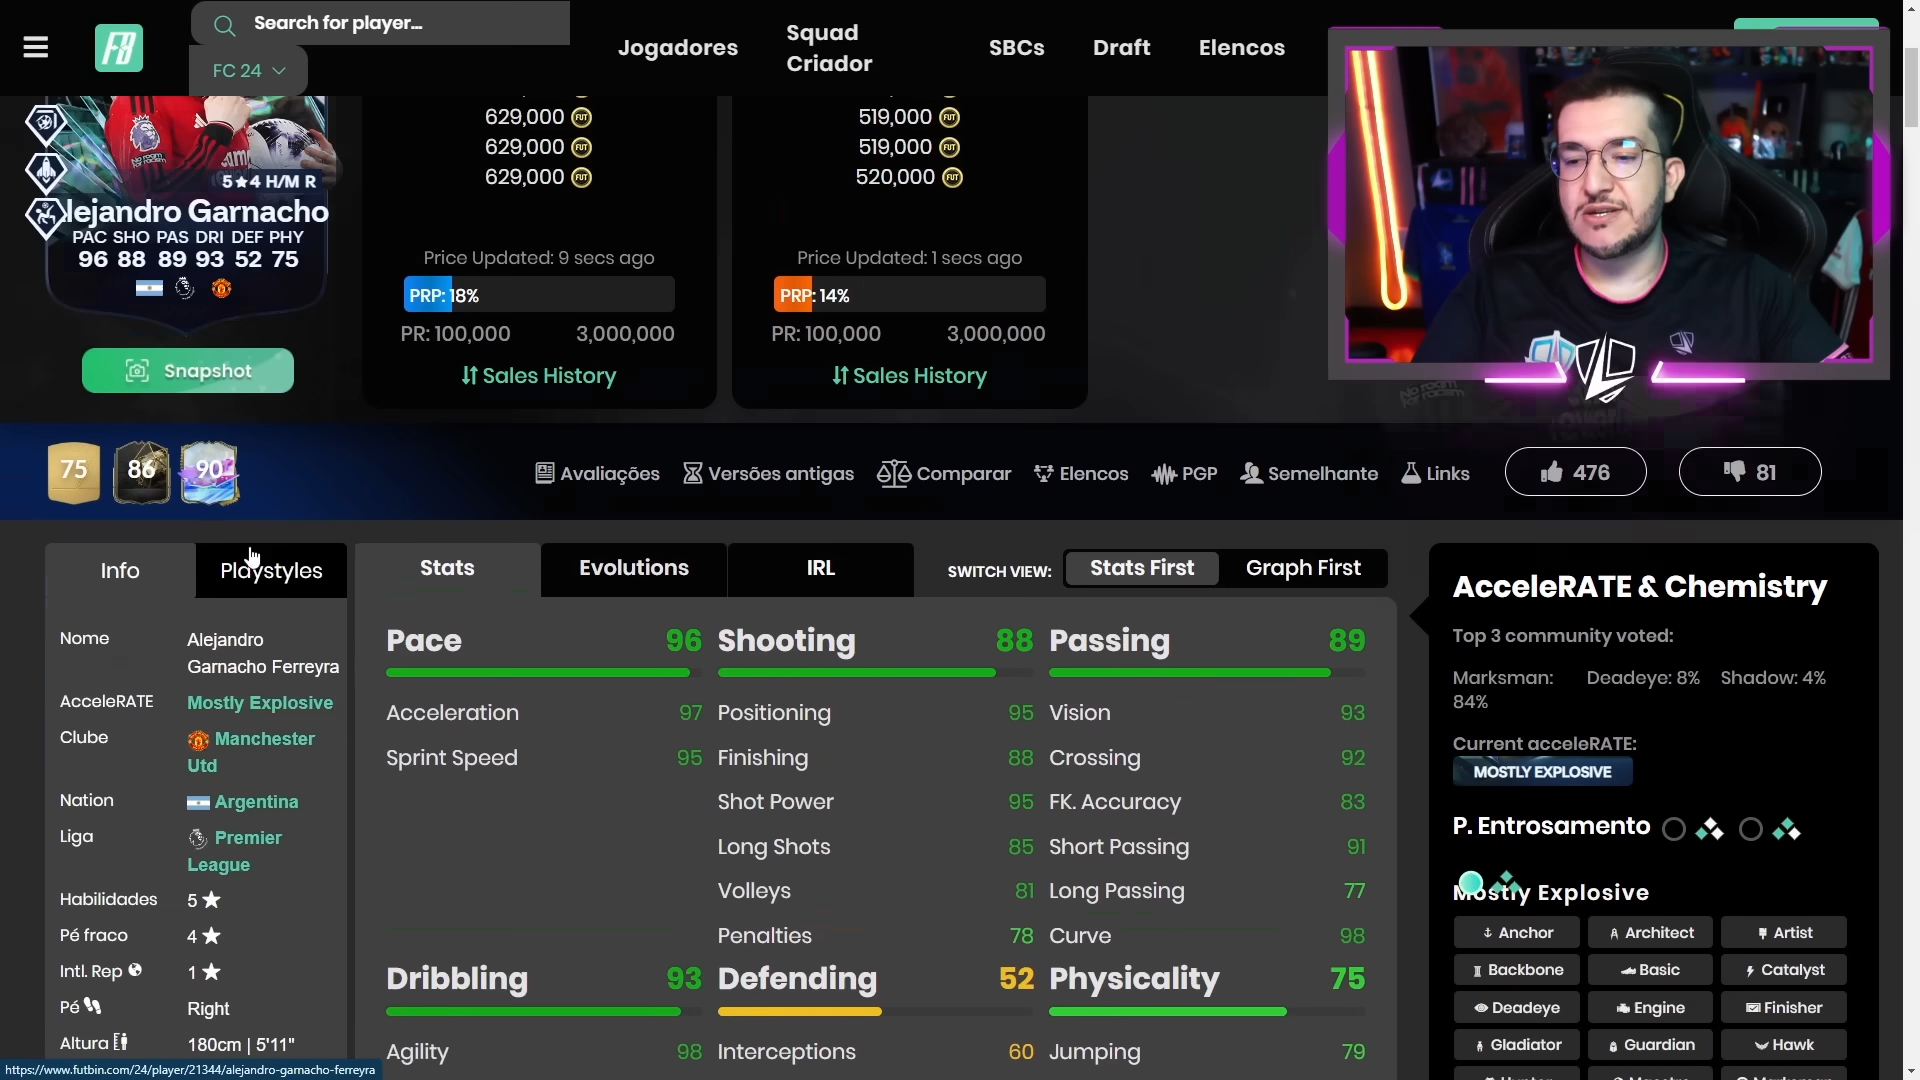 Search for player...
FC 24
Jogadores
Squad
Criador
SBCs
Draft
Elencos
5★4 H/M R
lejandro Garnacho
PAC SHO PAS DRI DEF PHY
96 88 89 93 52 75
Snapshot
629,000
629,000
629,000
Price Updated: 9 secs ago
PRP: 18%
PR: 100,000 3,000,000
Sales History
519,000
519,000
520,000
Price Updated: 1 secs ago
PRP: 14%
PR: 100,000 3,000,000
Sales History
75 86 90
Avaliações Versões antigas Comparar Elencos PGP Semelhante Links 476 81
Info Playstyles
Nome Alejandro
Garnacho Ferreyra
AcceleRATE Mostly Explosive
Clube Manchester
Utd
Nation Argentina
Liga Premier
League
Habilidades 5 ★
Pé fraco 4 ★
Intl. Rep 1 ★
Pé Right
Altura 180cm | 5'11"
Stats Evolutions IRL SWITCH VIEW: Stats First Graph First
Pace 96
Acceleration 97
Sprint Speed 95
Shooting 88
Positioning 95
Finishing 88
Shot Power 95
Long Shots 85
Volleys 81
Penalties 78
Passing 89
Vision 93
Crossing 92
FK. Accuracy 83
Short Passing 91
Long Passing 77
Curve 98
Dribbling 93
Agility 98
Defending 52
Interceptions 60
Physicality 75
Jumping 79
AcceleRATE & Chemistry
Top 3 community voted:
Marksman: Deadeye: 8% Shadow: 4%
84%
Current acceleRATE:
MOSTLY EXPLOSIVE
P. Entrosamento
Mostly Explosive
Anchor Architect Artist
Backbone Basic Catalyst
Deadeye Engine Finisher
Gladiator Guardian Hawk
https://www.futbin.com/24/player/21344/alejandro-garnacho-ferreyra